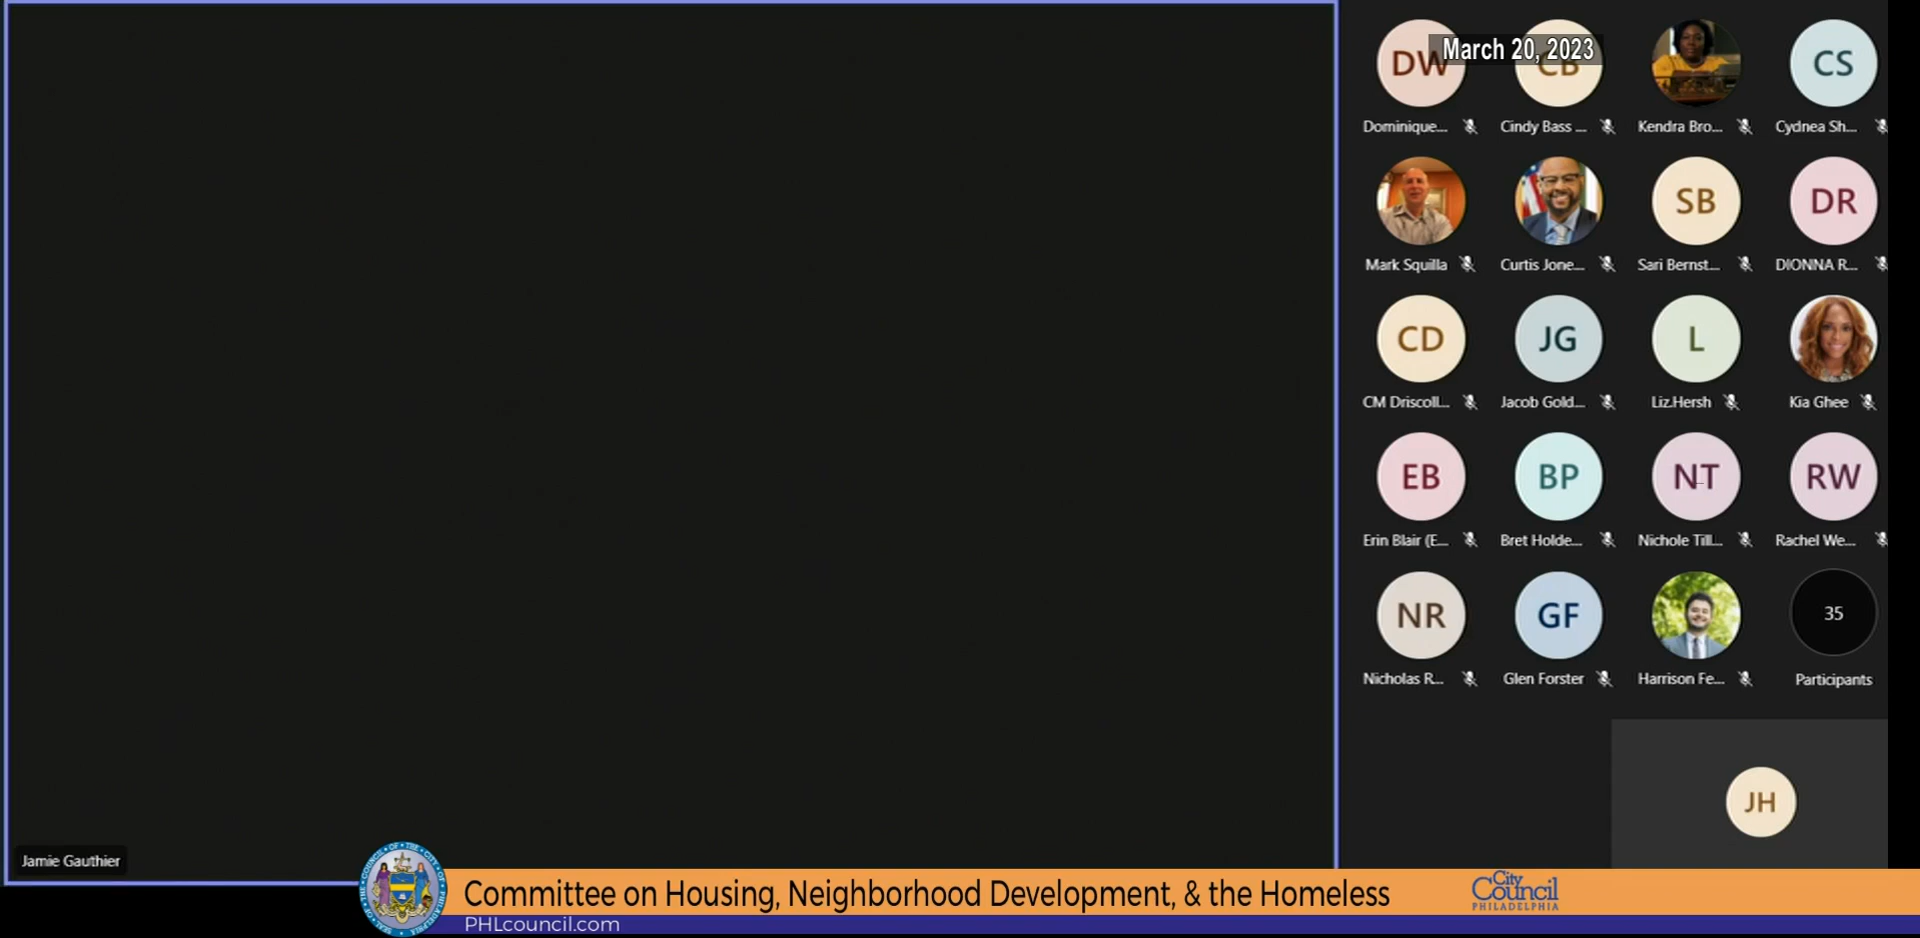 DW
CB
CS
March 20, 2023
Dominique...
Cindy Bass ...
Kendra Bro...
Cydnea Sh...
SB
DR
Mark Squilla
Curtis Jone...
Sari Bernst...
DIONNA R...
CD
JG
L
CM Driscoll...
Jacob Gold...
Liz.Hersh
Kia Ghee
EB
BP
NT
RW
Erin Blair (E...
Bret Holde...
Nichole Till...
Rachel We...
NR
GF
35
Nicholas R...
Glen Forster
Harrison Fe...
Participants
JH
Jamie Gauthier
Committee on Housing, Neighborhood Development, & the Homeless
City
Council
PHILADELPHIA
PHLcouncil.com